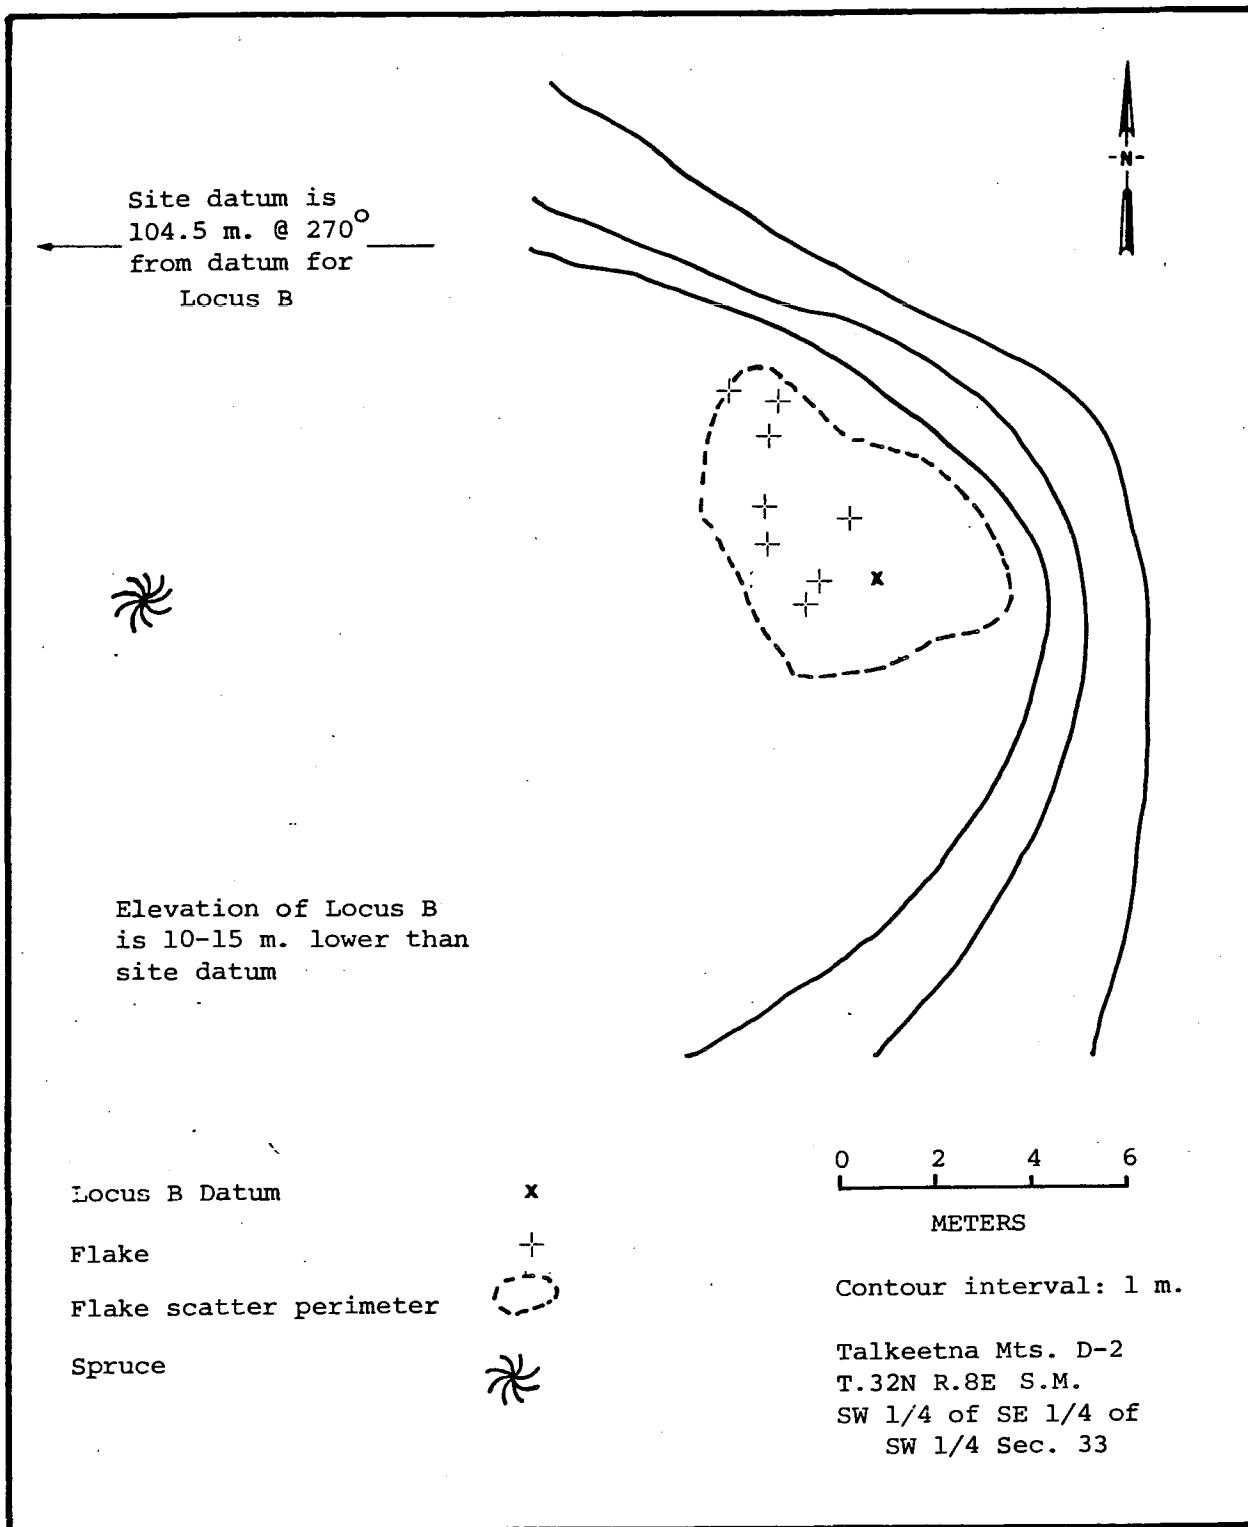 -N-
Site datum is
104.5 m. @ 270°
from datum for
Locus B
Elevation of Locus B
is 10-15 m. lower than
site datum
Locus B Datum x
Flake
Flake scatter perimeter
Spruce
0 2 4 6
METERS
Contour interval: 1 m.
Talkeetna Mts. D-2
T.32N R.8E S.M.
SW 1/4 of SE 1/4 of
SW 1/4 Sec. 33